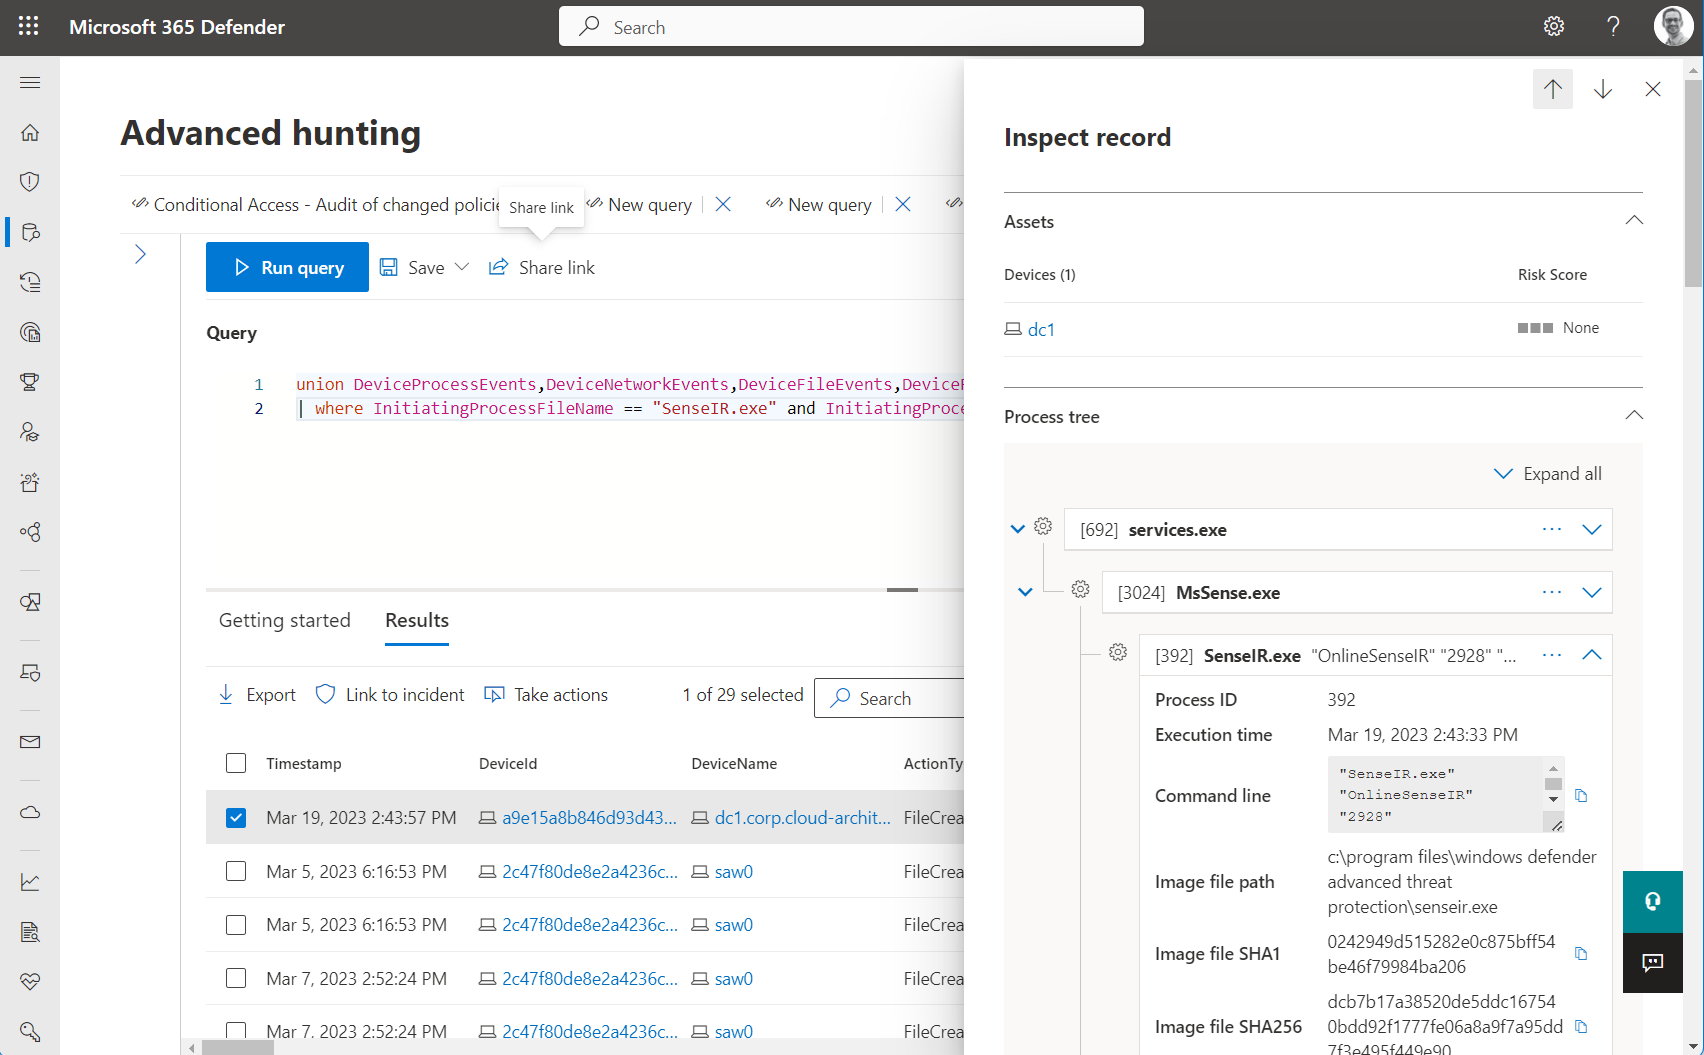 Microsoft 365 Defender
Search
Advanced hunting
Conditional Access - Audit of changed policie
New query
New query
Share link
Run query
Save
Share link
Query
1 union DeviceProcessEvents,DeviceNetworkEvents,DeviceFileEvents,DeviceF
2 | where InitiatingProcessFileName == "SenseIR.exe" and InitiatingProce
Getting started
Results
Export
Link to incident
Take actions
1 of 29 selected
Search
Timestamp DeviceId DeviceName ActionTy
Mar 19, 2023 2:43:57 PM a9e15a8b846d93d43... dc1.corp.cloud-archit... FileCrea
Mar 5, 2023 6:16:53 PM 2c47f80de8e2a4236c... saw0 FileCrea
Mar 5, 2023 6:16:53 PM 2c47f80de8e2a4236c... saw0 FileCrea
Mar 7, 2023 2:52:24 PM 2c47f80de8e2a4236c... saw0 FileCrea
Mar 7, 2023 2:52:24 PM 2c47f80de8e2a4236c... saw0 FileCrea
Inspect record
Assets
Devices (1) Risk Score
dc1 None
Process tree
Expand all
[692] services.exe ...
[3024] MsSense.exe ...
[392] SenseIR.exe "OnlineSenseIR" "2928" "... ...
Process ID 392
Execution time Mar 19, 2023 2:43:33 PM
Command line
"SenseIR.exe"
"OnlineSenseIR"
"2928"
Image file path
c:\program files\windows defender
advanced threat
protection\senseir.exe
Image file SHA1
0242949d515282e0c875bff54
be46f79984ba206
Image file SHA256
dcb7b17a38520de5ddc16754
0bdd92f1777fe06a8a9f7a95dd
7f3e495f449e90